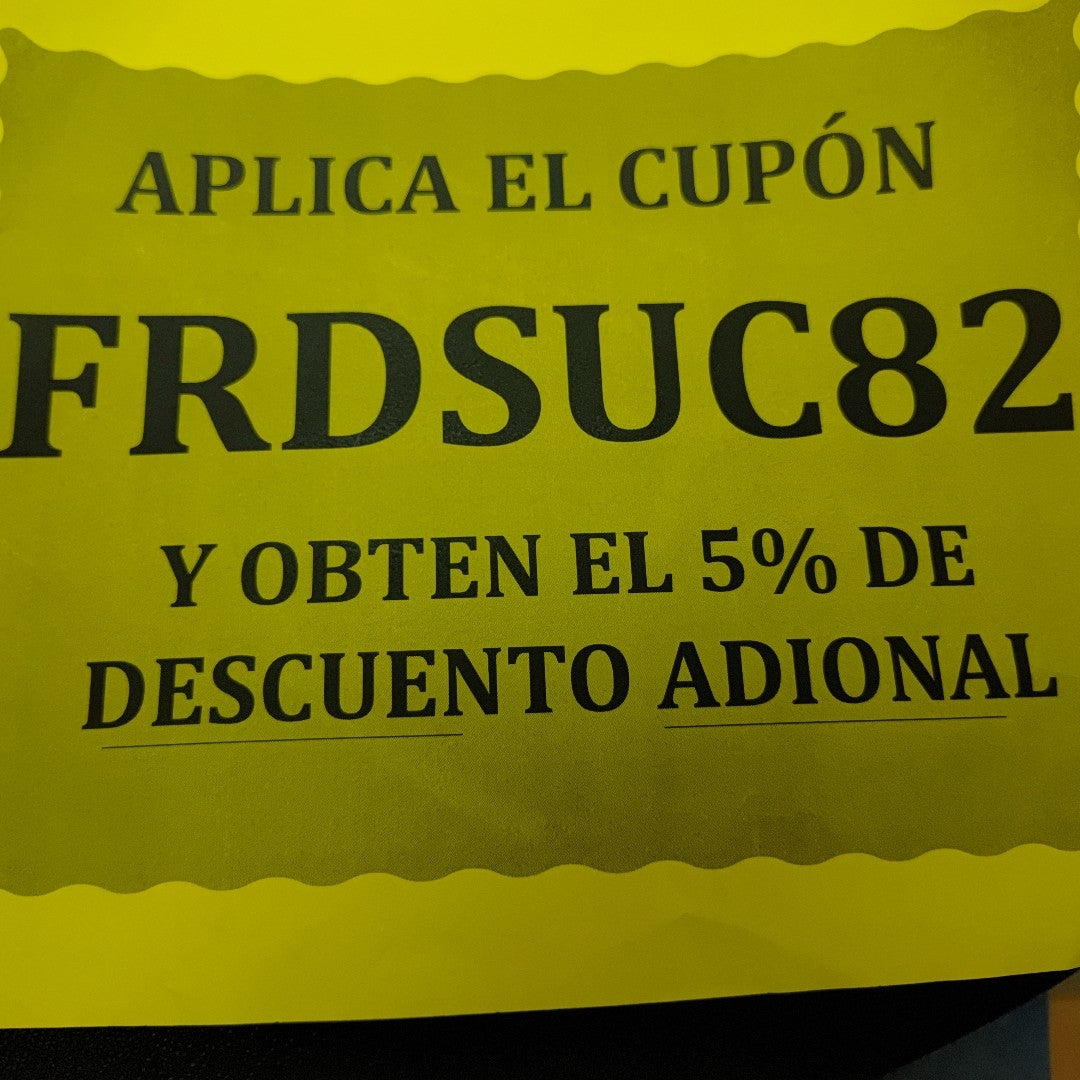 APLICA EL CUPÓN
FRDSUC82
Y OBTEN EL 5% DE
DESCUENTO ADIONAL